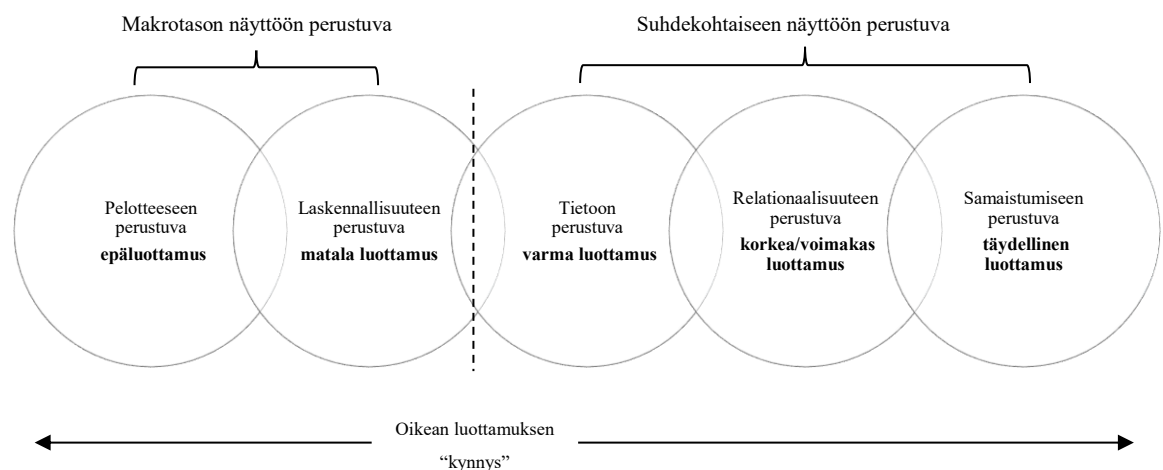 Makrotason näyttöön perustuva
Suhdekohtaiseen näyttöön perustuva
Pelotteeseen
perustuva
epäluottamus
Laskennallisuuteen
perustuva
matala luottamus
Tietoon
perustuva
varma luottamus
Relationaalisuuteen
perustuva
korkea/voimakas
luottamus
Samaistumiseen
perustuva
täydellinen
luottamus
Oikean luottamuksen
“kynnys”